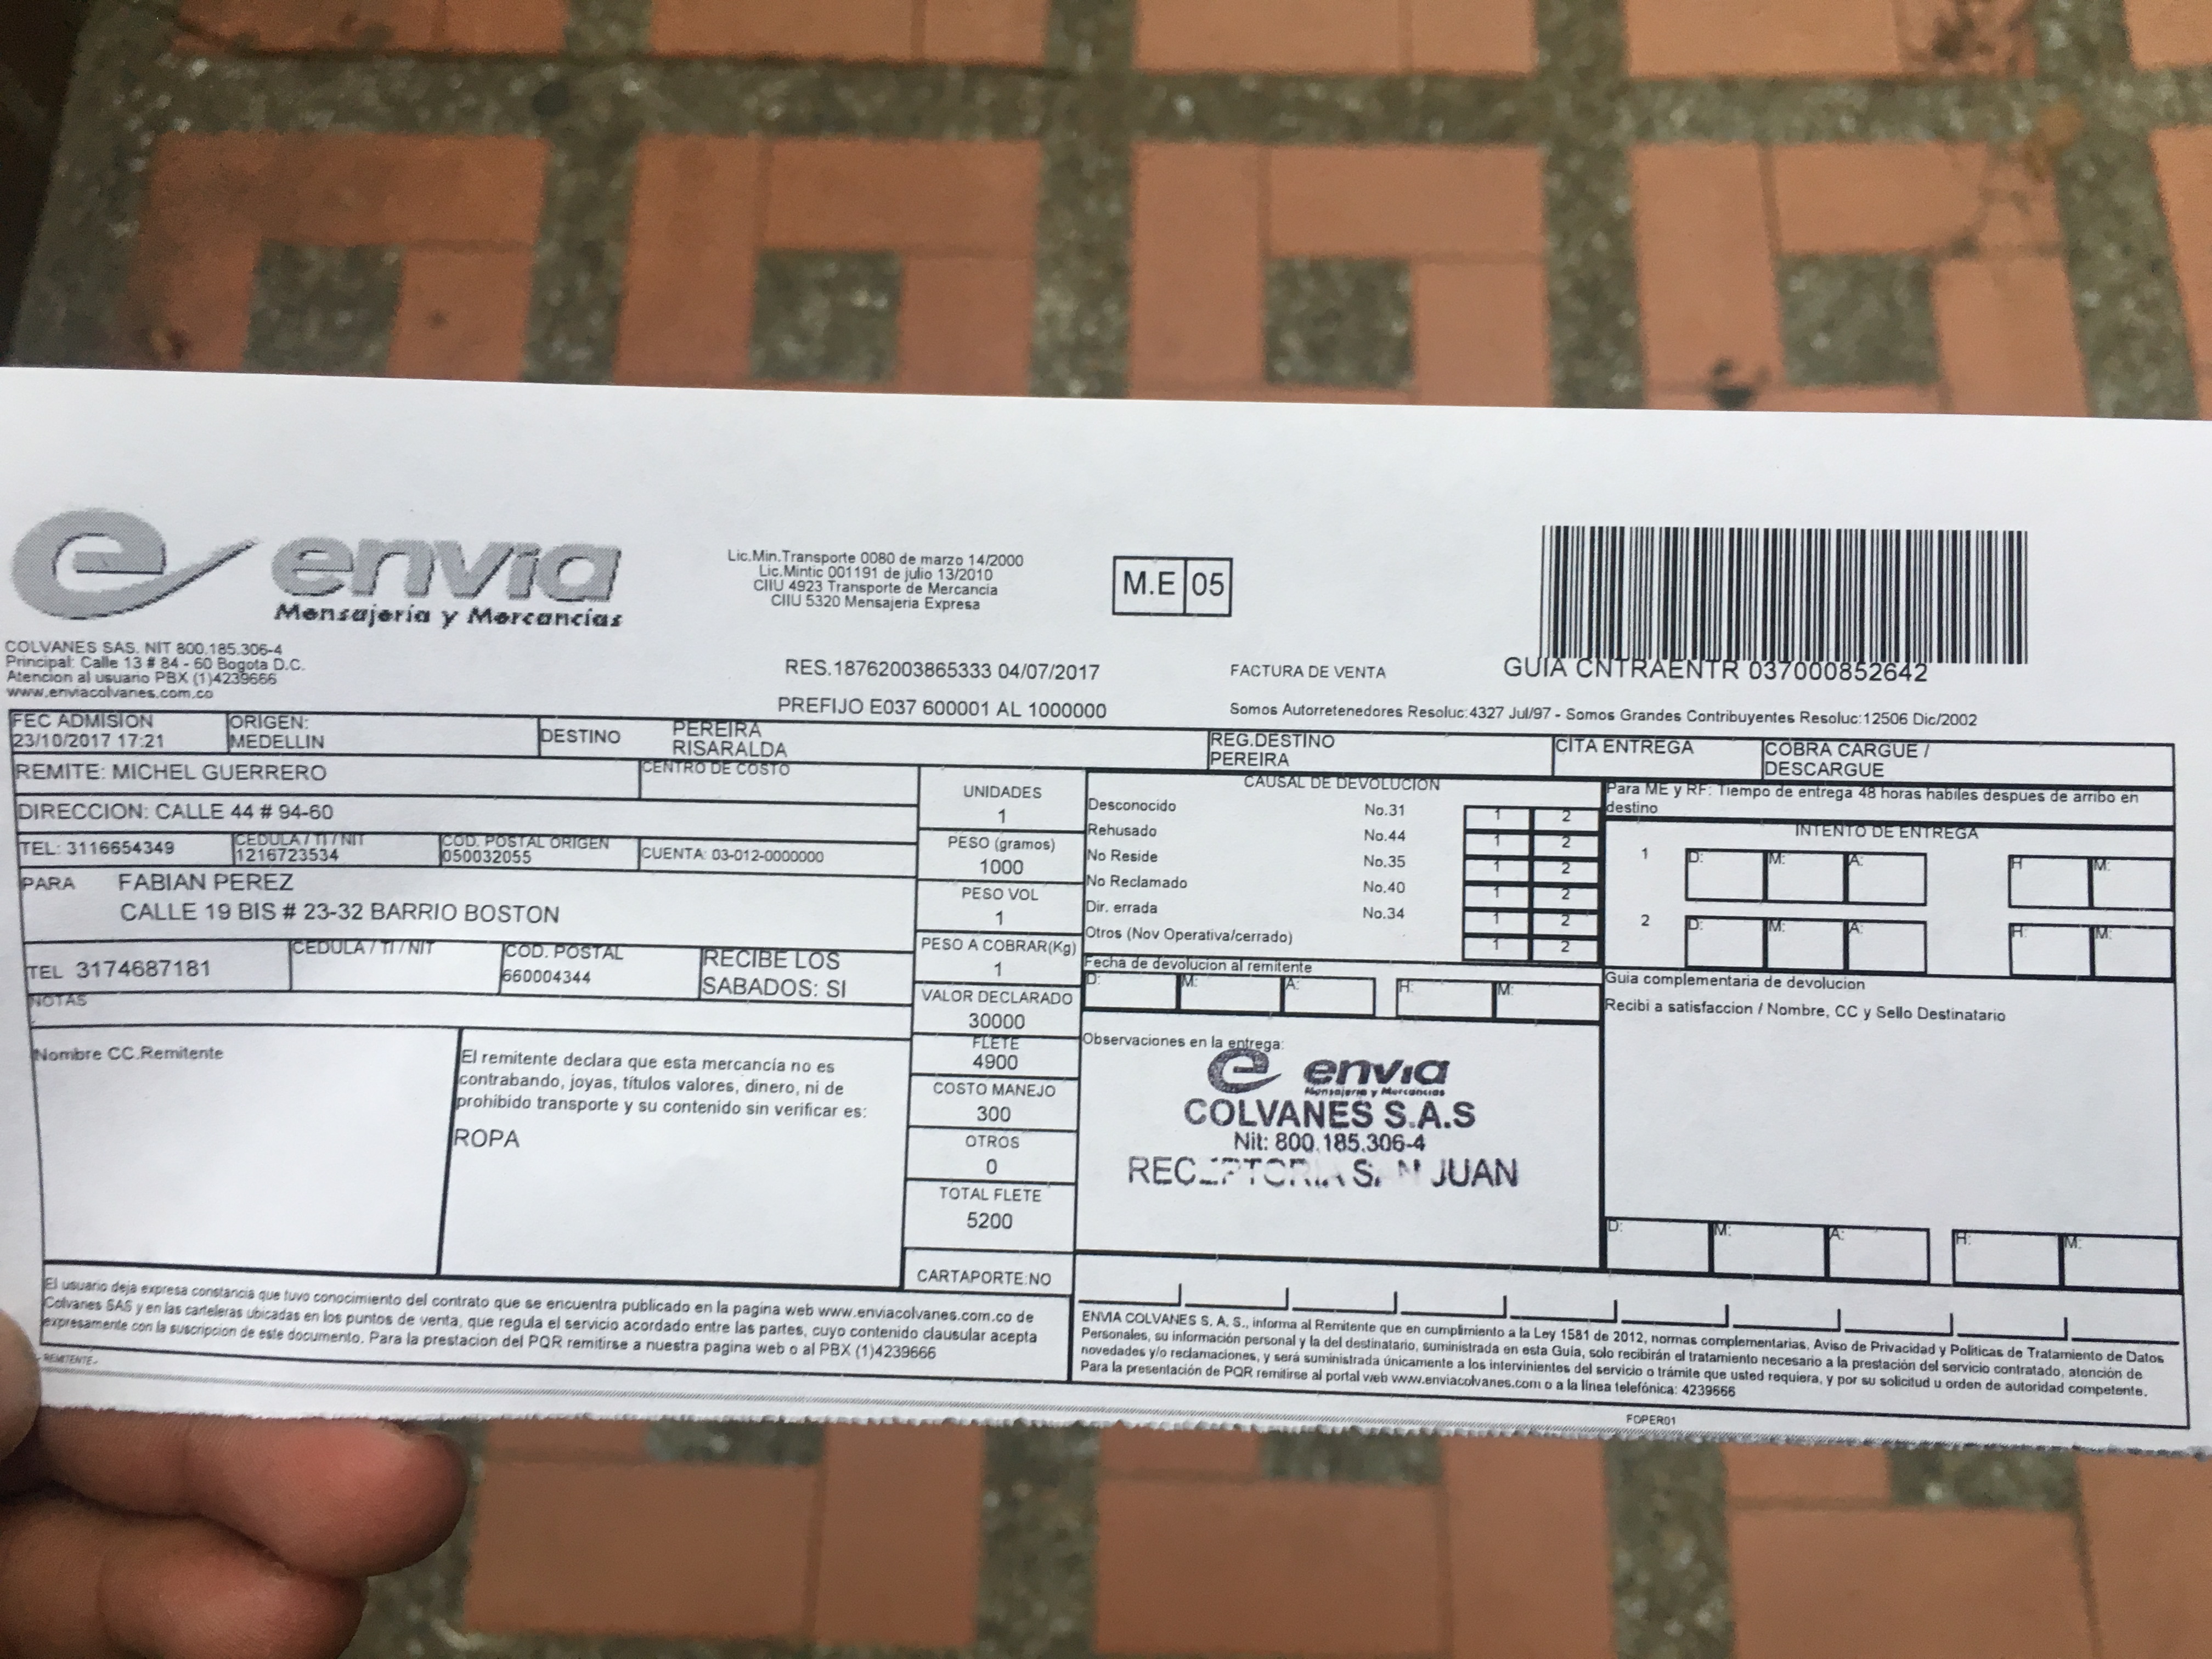 envia
Mensajería y Mercancías
Lic.Min.Transporte 0080 de marzo 14/2000
Lic.Mintic 001191 de julio 13/2010
CIIU 4923 Transporte de Mercancia
CIIU 5320 Mensajeria Expresa
M.E 05
COLVANES SAS. NIT 800.185.306-4
Principal: Calle 13 # 84 - 60 Bogota D.C.
Atencion al usuario PBX (1)4239666
www.enviacolvanes.com.co
RES.18762003865333 04/07/2017
FACTURA DE VENTA
GUIA CNTRAENTR 037000852642
PREFIJO E037 600001 AL 1000000
Somos Autorretenedores Resoluc:4327 Jul/97 - Somos Grandes Contribuyentes Resoluc:12506 Dic/2002
FEC ADMISION
23/10/2017 17:21
ORIGEN:
MEDELLIN
DESTINO
PEREIRA
RISARALDA
REG.DESTINO
PEREIRA
CITA ENTREGA
COBRA CARGUE /
DESCARGUE
REMITE: MICHEL GUERRERO
CENTRO DE COSTO
DIRECCION: CALLE 44 # 94-60
TEL: 3116654349
CEDULA / TI / NIT
1216723534
COD. POSTAL ORIGEN
050032055
CUENTA: 03-012-0000000
PARA FABIAN PEREZ
CALLE 19 BIS # 23-32 BARRIO BOSTON
TEL 3174687181
CEDULA / TI / NIT
COD. POSTAL
660004344
RECIBE LOS
SABADOS: SI
NOTAS
Nombre CC.Remitente
El remitente declara que esta mercancía no es
contrabando, joyas, títulos valores, dinero, ni de
prohibido transporte y su contenido sin verificar es:
ROPA
UNIDADES
1
PESO (gramos)
1000
PESO VOL
1
PESO A COBRAR(Kg)
1
VALOR DECLARADO
30000
FLETE
4900
COSTO MANEJO
300
OTROS
0
TOTAL FLETE
5200
CARTAPORTE:NO
CAUSAL DE DEVOLUCION
Desconocido No.31 1 2
Rehusado No.44 1 2
No Reside No.35 1 2
No Reclamado No.40 1 2
Dir. errada No.34 1 2
Otros (Nov Operativa/cerrado) 1 2
Fecha de devolucion al remitente
D: M: A: H: M:
Observaciones en la entrega:
envia
Mensajería y Mercancías
COLVANES S.A.S
Nit: 800.185.306-4
RECEPTORIA SAN JUAN
Para ME y RF: Tiempo de entrega 48 horas habiles despues de arribo en
destino
INTENTO DE ENTREGA
1 D: M: A: H M:
2 D: M: A: H: M:
Guia complementaria de devolucion
Recibi a satisfaccion / Nombre, CC y Sello Destinatario
D: M: A: H: M:
El usuario deja expresa constancia que tuvo conocimiento del contrato que se encuentra publicado en la pagina web www.enviacolvanes.com.co de
Colvanes SAS y en las carteleras ubicadas en los puntos de venta, que regula el servicio acordado entre las partes, cuyo contenido clausular acepta
expresamente con la suscripcion de este documento. Para la prestacion del PQR remitirse a nuestra pagina web o al PBX (1)4239666
- REMITENTE -
ENVIA COLVANES S. A. S., informa al Remitente que en cumplimiento a la Ley 1581 de 2012, normas complementarias, Aviso de Privacidad y Políticas de Tratamiento de Datos
Personales, su información personal y la del destinatario, suministrada en esta Guía, solo recibirán el tratamiento necesario a la prestación del servicio contratado, atención de
novedades y/o reclamaciones, y será suministrada únicamente a los intervinientes del servicio o trámite que usted requiera, y por su solicitud u orden de autoridad competente.
Para la presentación de PQR remitirse al portal web www.enviacolvanes.com o a la línea telefónica: 4239666
FOPER01